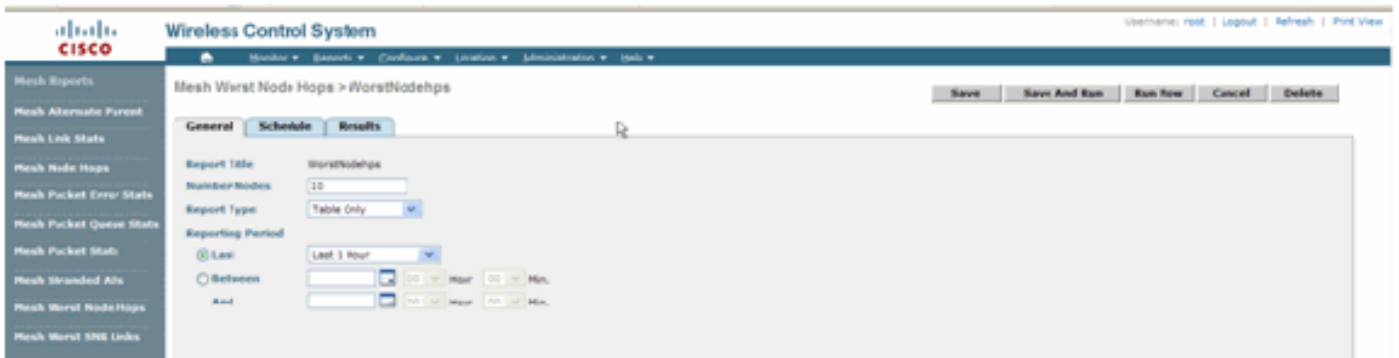 Username: root | Logout | Refresh | Print View
CISCO
Wireless Control System
Monitor Reports Configure Location Administration Help
Mesh Reports
Mesh Alternate Parent
Mesh Link Stats
Mesh Node Hops
Mesh Packet Error Stats
Mesh Packet Queue Stats
Mesh Packet Stats
Mesh Stranded APs
Mesh Worst Node Hops
Mesh Worst SNR Links
Mesh Worst Node Hops > WorstNodehps
Save Save And Run Run Now Cancel Delete
General Schedule Results
Report Title WorstNodehps
Number Nodes 10
Report Type Table Only
Reporting Period
Last Last 1 Hour
Between 00 Hour 00 Min.
And 00 Hour 00 Min.